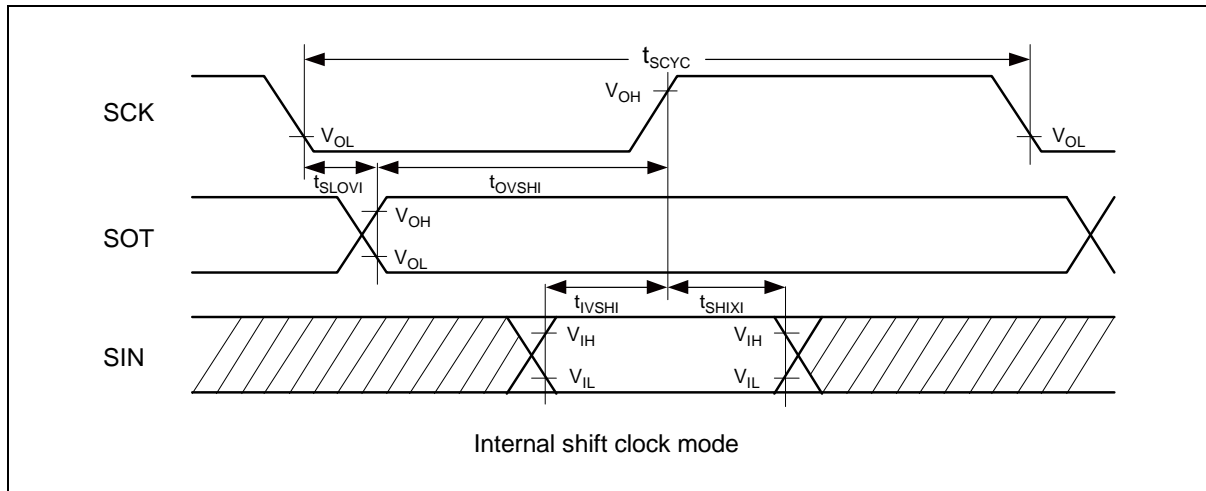 tSCYC
SCK
VOH
VOL
VOL
tSLOVI
tOVSHI
SOT
VOH
VOL
tIVSHI
tSHIXI
SIN
VIH
VIH
VIL
VIL
Internal shift clock mode